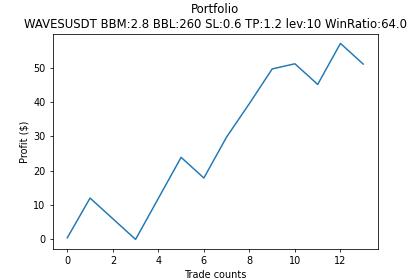 Portfolio
WAVESUSDT BBM:2.8 BBL:260 SL:0.6 TP:1.2 lev:10 WinRatio:64.0
50
40
30
20
10
0
Profit ($)
0 2 4 6 8 10 12
Trade counts